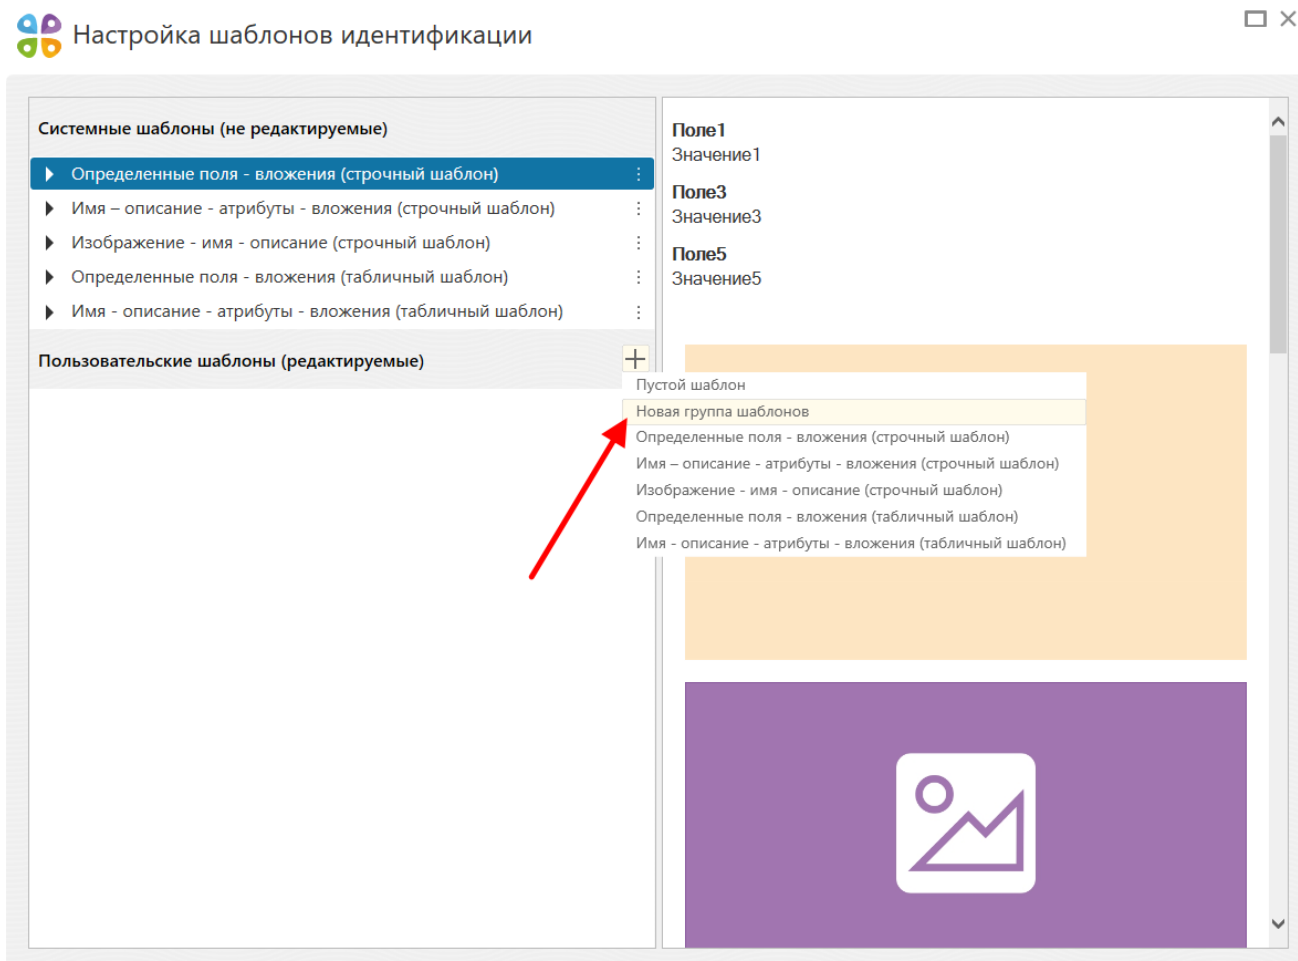 Настройка шаблонов идентификации
Системные шаблоны (не редактируемые)
Определенные поля - вложения (строчный шаблон)
Имя – описание - атрибуты - вложения (строчный шаблон)
Изображение - имя - описание (строчный шаблон)
Определенные поля - вложения (табличный шаблон)
Имя - описание - атрибуты - вложения (табличный шаблон)
Пользовательские шаблоны (редактируемые)
Пустой шаблон
Новая группа шаблонов
Определенные поля - вложения (строчный шаблон)
Имя – описание - атрибуты - вложения (строчный шаблон)
Изображение - имя - описание (строчный шаблон)
Определенные поля - вложения (табличный шаблон)
Имя - описание - атрибуты - вложения (табличный шаблон)
Поле1
Значение1
Поле3
Значение3
Поле5
Значение5